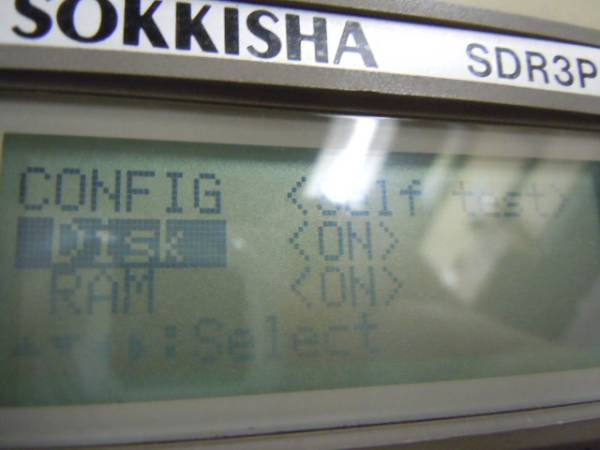 SOKKISHA SDR3P
CONFIG <Self test>
Disk <ON>
RAM <ON>
▲▼◀▶:Select